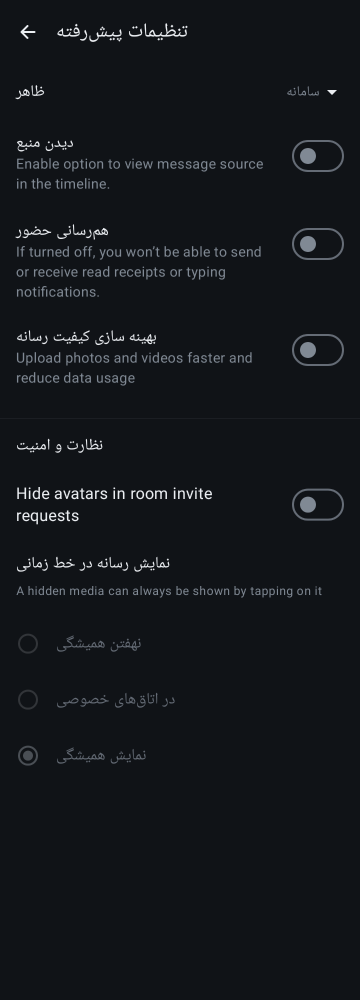 تنظیمات پیش‌رفته
ظاهر
سامانه
دیدن منبع
Enable option to view message source
in the timeline.
هم‌رسانی حضور
If turned off, you won't be able to send
or receive read receipts or typing
notifications.
بهینه سازی کیفیت رسانه
Upload photos and videos faster and
reduce data usage
نظارت و امنیت
Hide avatars in room invite
requests
نمایش رسانه در خط زمانی
A hidden media can always be shown by tapping on it
نهفتن همیشگی
در اتاق‌های خصوصی
نمایش همیشگی